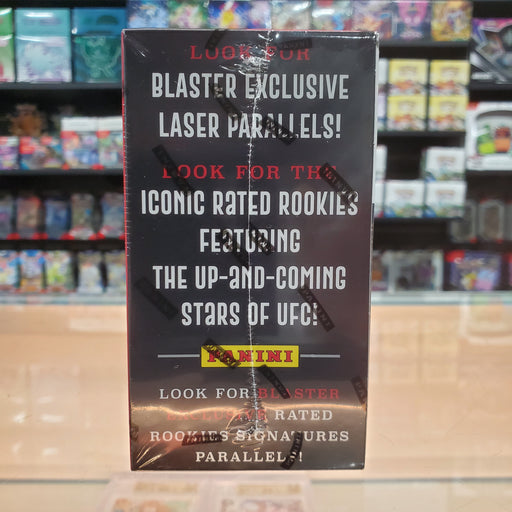 LOOK FOR
BLASTER EXCLUSIVE
LASER PARALLELS!
LOOK FOR THE
ICONIC RATED ROOKIES
FEATURING
THE UP-AND-COMING
STARS OF UFC!
PANINI
LOOK FOR BLASTER
EXCLUSIVE RATED
ROOKIES SIGNATURES
PARALLELS!